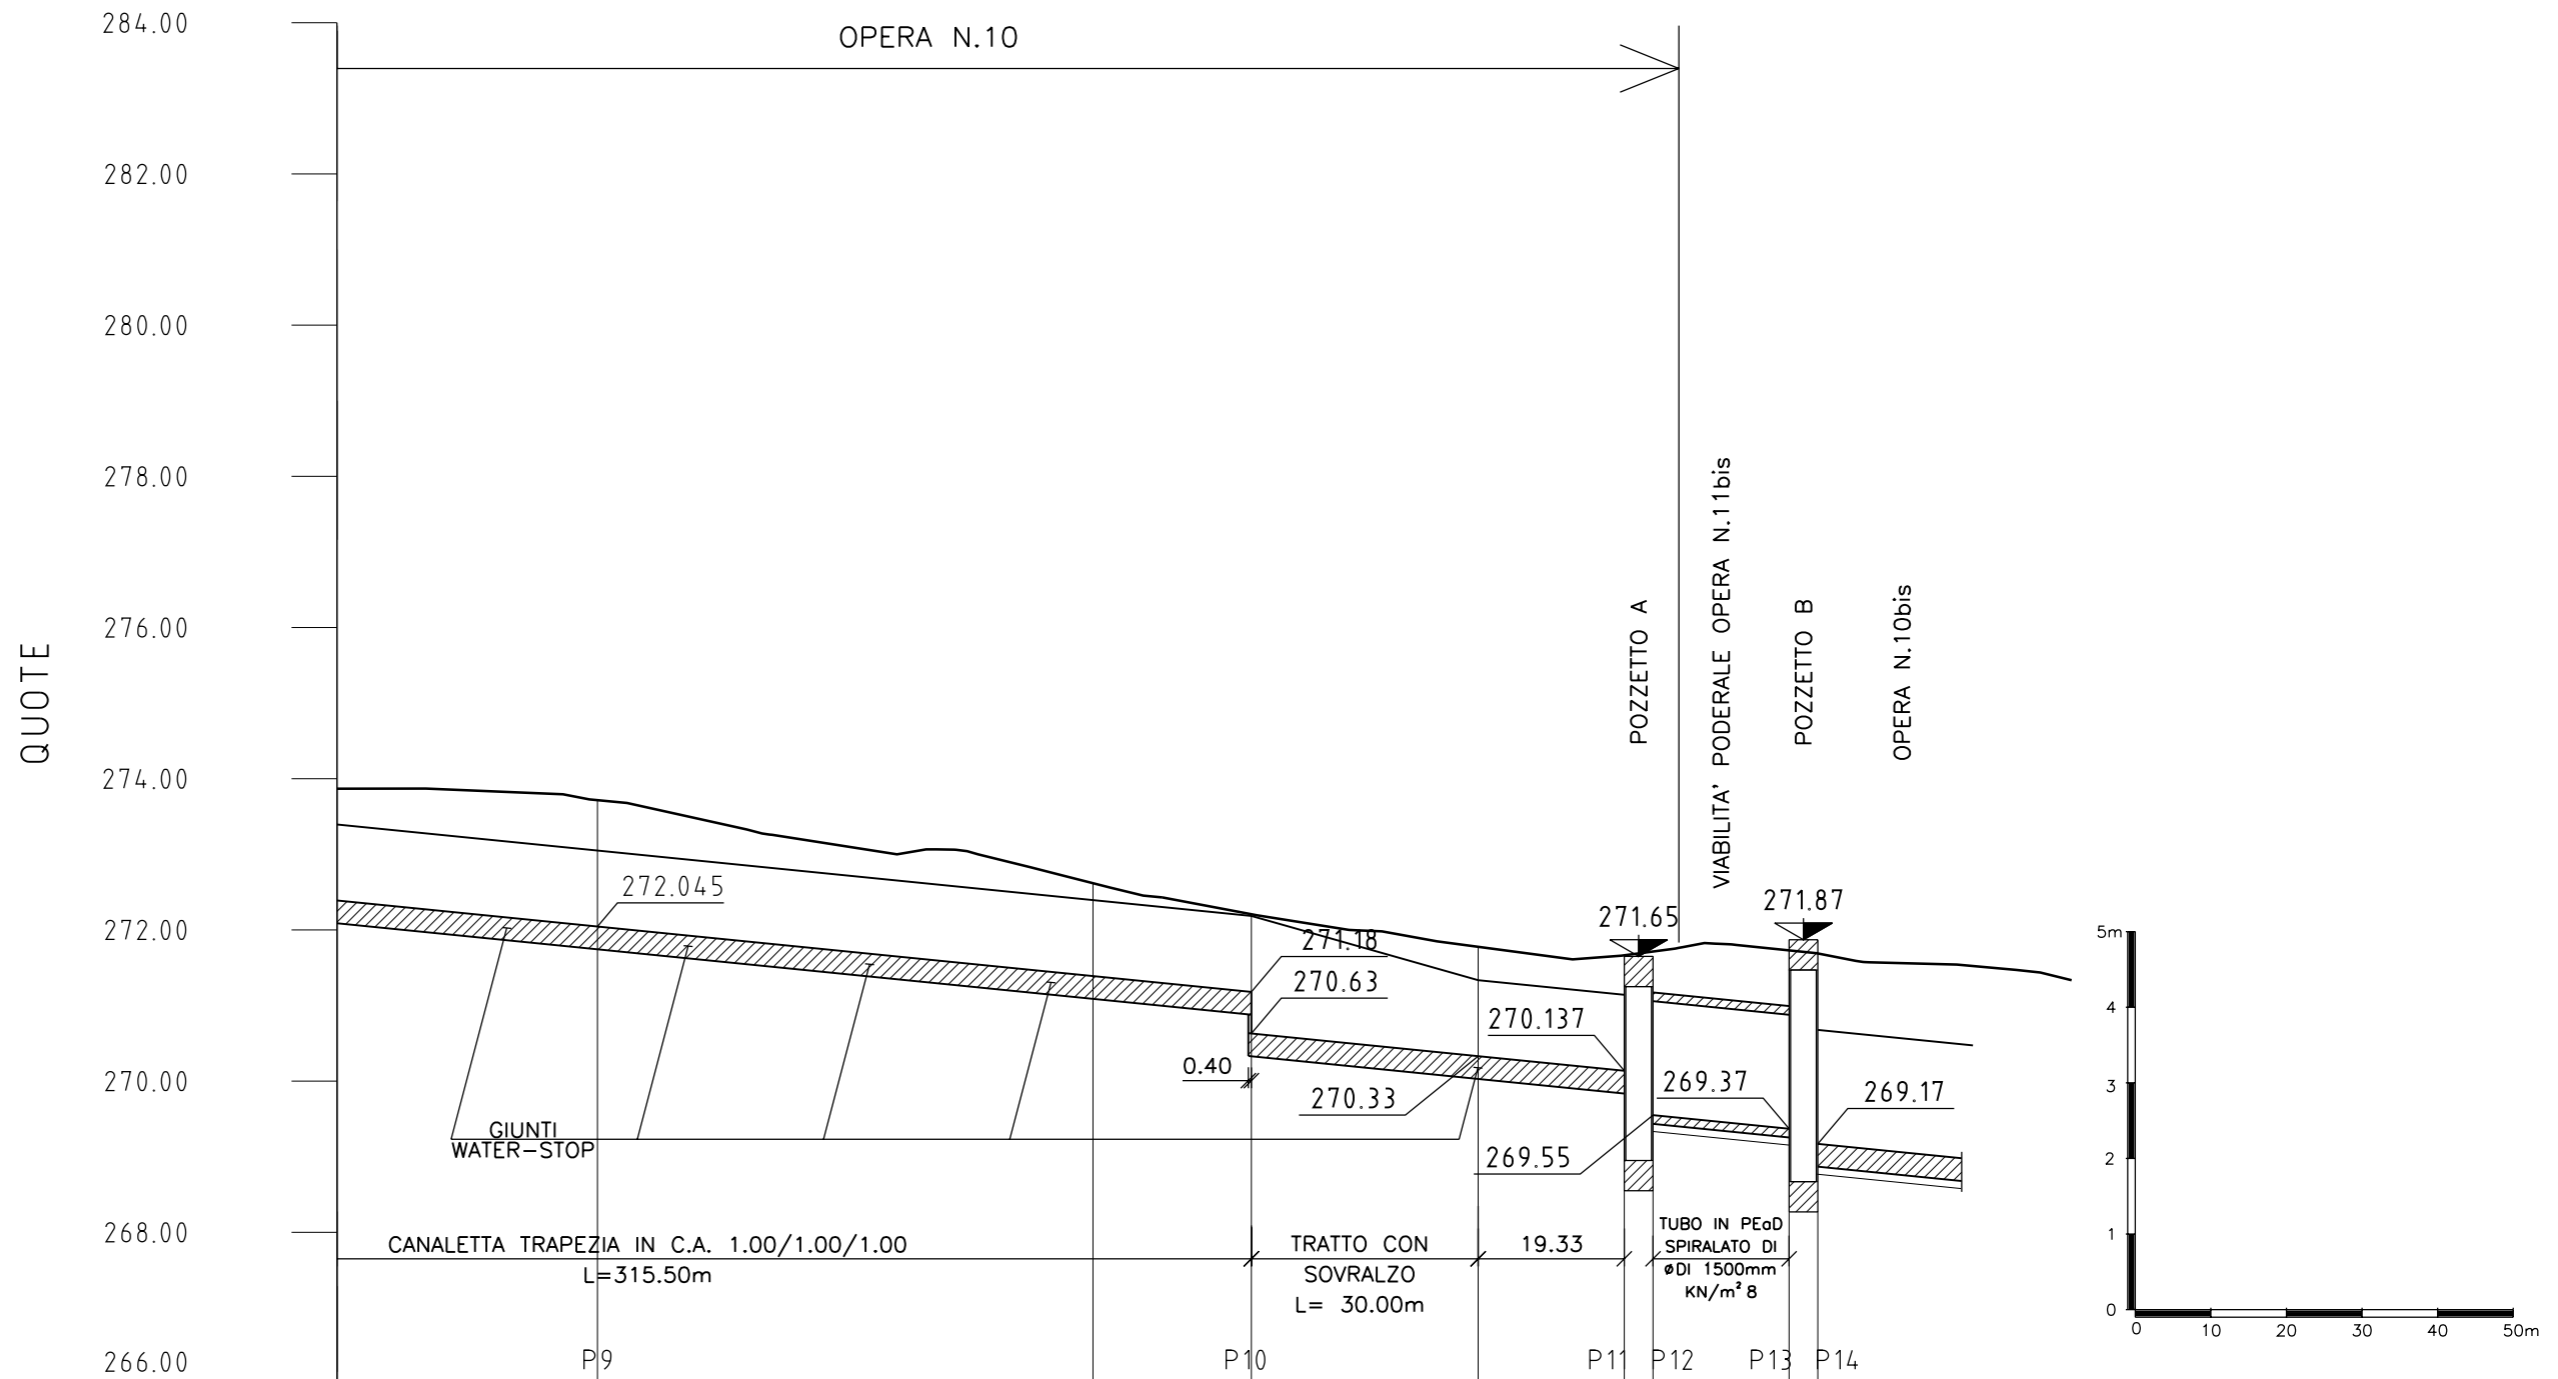 284.00
OPERA N.10
282.00
280.00
278.00
276.00
QUOTE
274.00
272.00
270.00
268.00
266.00
POZZETTO A
VIABILITA' PODERALE OPERA N.11bis
POZZETTO B
OPERA N.10bis
272.045
271.18
270.63
271.65
271.87
270.137
0.40
270.33
269.37
269.17
269.55
GIUNTI
WATER-STOP
CANALETTA TRAPEZIA IN C.A. 1.00/1.00/1.00
L=315.50m
TRATTO CON
SOVRALZO
L= 30.00m
19.33
TUBO IN PEaD
SPIRALATO DI
øDI 1500mm
KN/m² 8
P9
P10
P11
P12
P13
P14
5m
4
3
2
1
0
0 10 20 30 40 50m